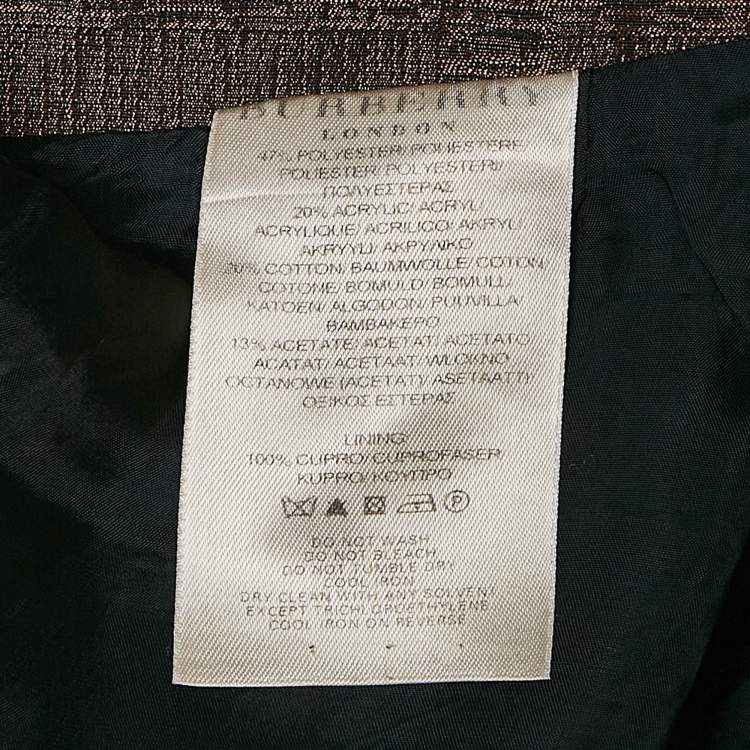 BURBERRY
LONDON
47% POLYESTER/ POLIESTERE/
POLIESTER/ POLYESTERI/
ΠΟΛΥΕΣΤΕΡΑΣ
20% ACRYLIC/ ACRYL/
ACRYLIQUE/ ACRILICO/ AKRYL/
AKRYYLI/ ΑΚΡΥΛΙΚΟ
20% COTTON/ BAUMWOLLE/ COTON/
COTONE/ BOMULD/ BOMULL/
KATOEN/ ALGODON/ PUUVILLA/
ΒΑΜΒΑΚΕΡΟ
13% ACETATE/ ACETAT/ ACETATO
ACATAT/ ACETAAT/ WLOKNO
OCTANOWE (ACETAT)/ ASETAATTI/
ΟΞΙΚΟΣ ΕΣΤΕΡΑΣ
LINING:
100% CUPRO/ CUPROFASER/
KUPRO/ ΚΟΥΠΡΟ
P
DO NOT WASH
DO NOT BLEACH
DO NOT TUMBLE DRY
COOL IRON
DRY CLEAN WITH ANY SOLVENT
EXCEPT TRICHLOROETHYLENE
COOL IRON ON REVERSE